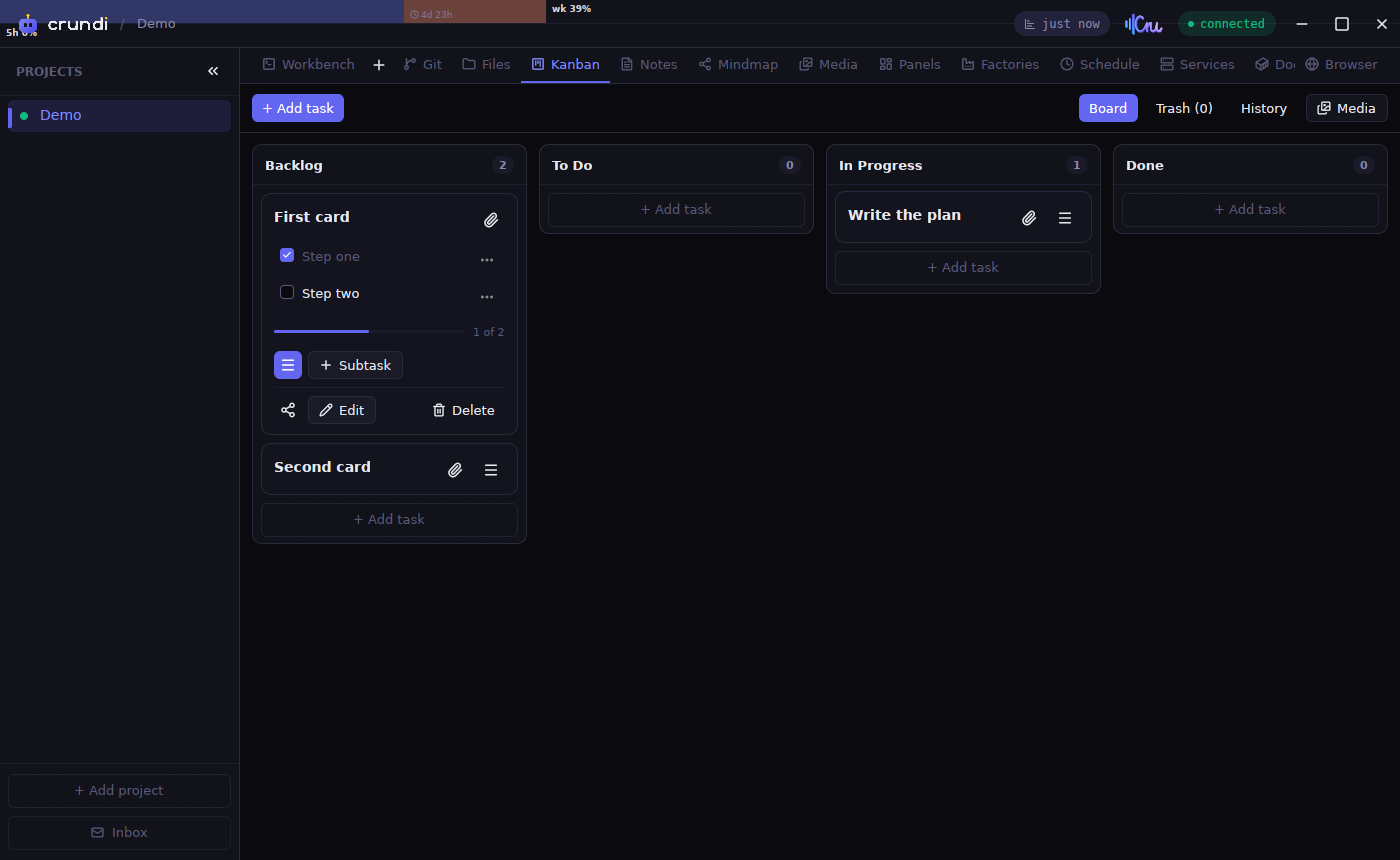 4d 23h
wk 39%
crundi / Demo
just now
Cru
connected
PROJECTS
Workbench
Git
Files
Kanban
Notes
Mindmap
Media
Panels
Factories
Schedule
Services
Browser
Demo
+ Add task
Board
Trash (0)
History
Media
Backlog 2
First card
Step one
Step two
1 of 2
+ Subtask
Edit
Delete
Second card
+ Add task
To Do 0
+ Add task
In Progress 1
Write the plan
+ Add task
Done 0
+ Add task
+ Add project
Inbox